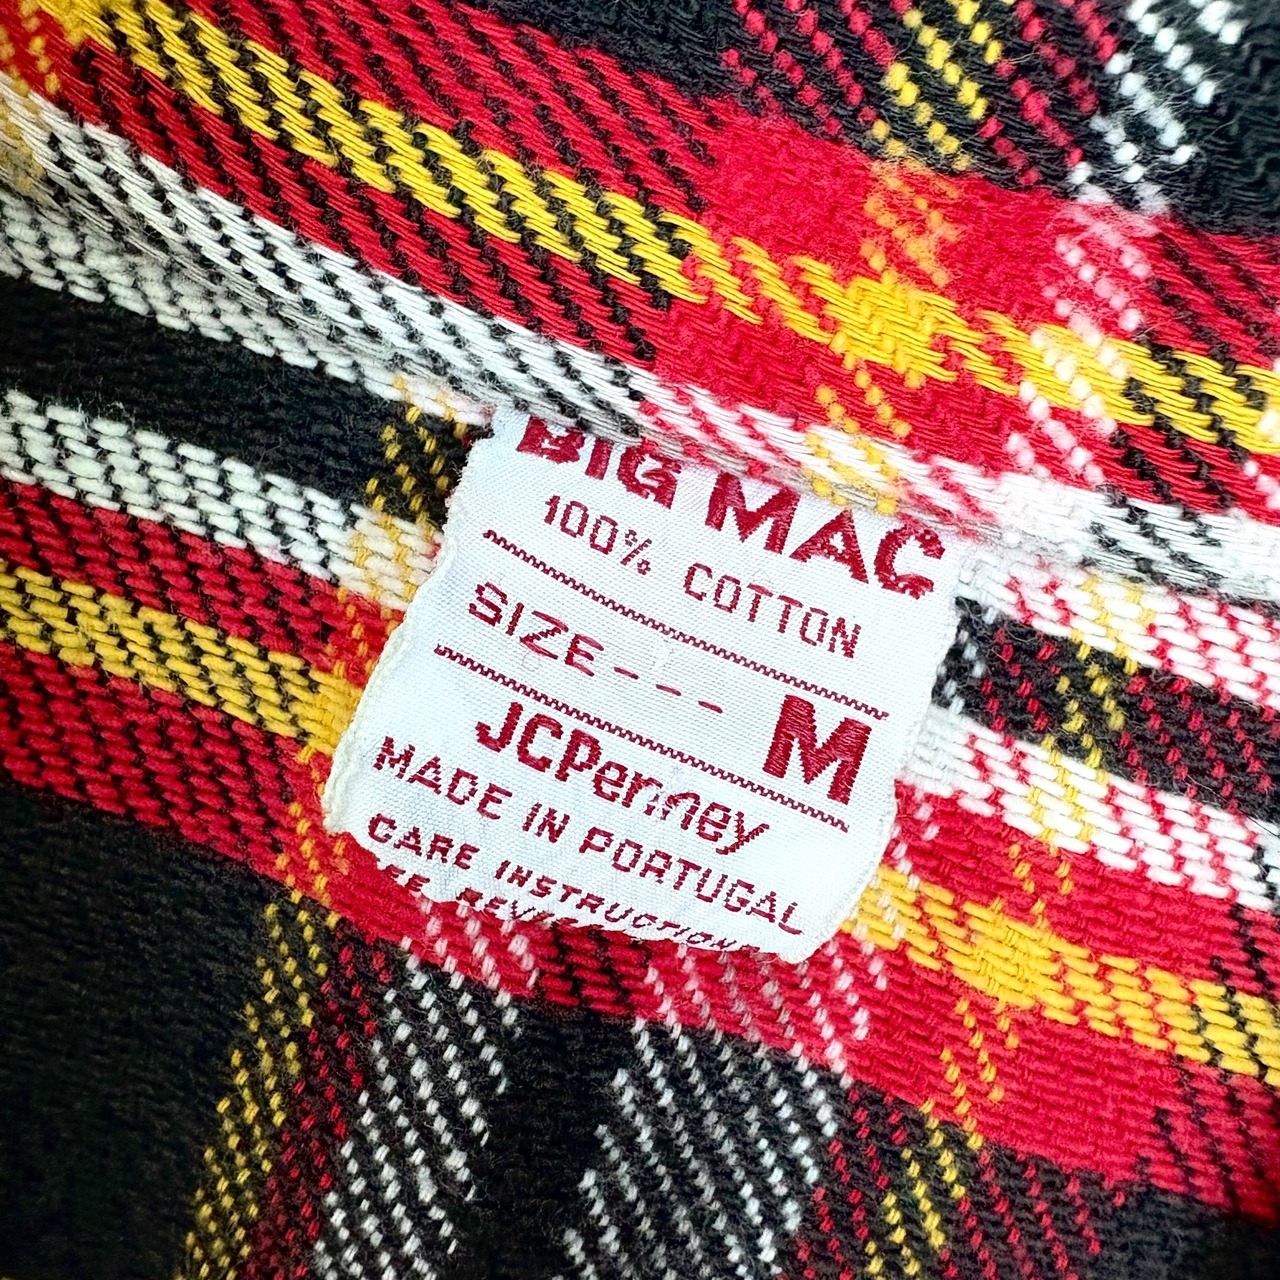 BIG MAC
100% COTTON
SIZE--- M
JCPenney
MADE IN PORTUGAL
CARE INSTRUCTIONS